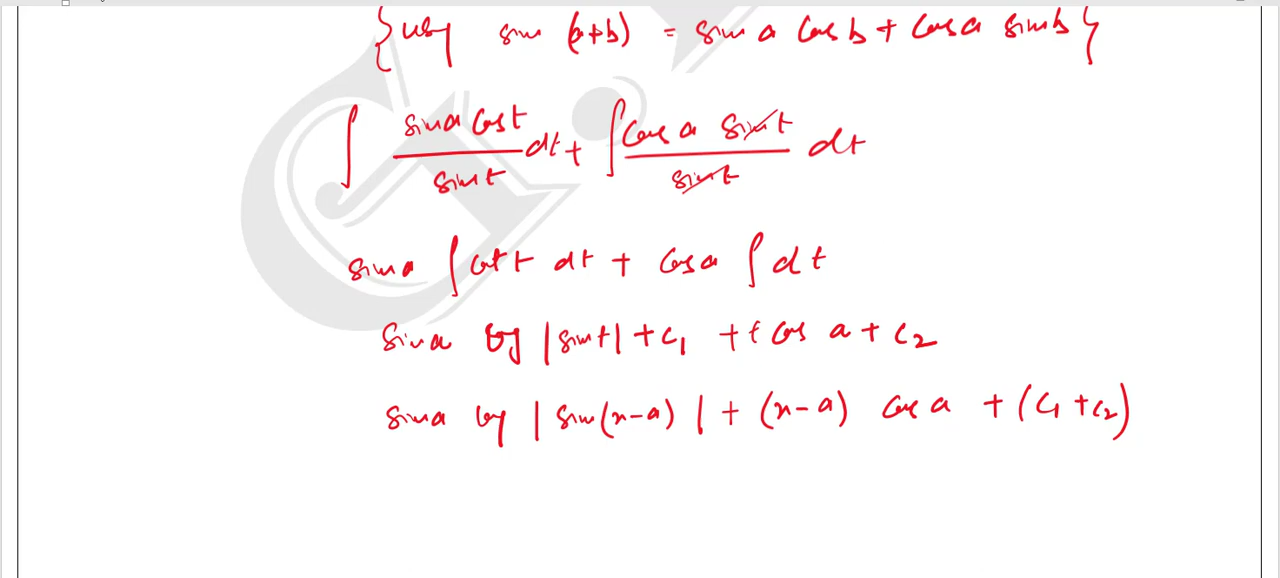 { using sin (a+b) = sin a cos b + cos a sin b }
∫ (sin a cos t / sin t) dt + ∫ (cos a sin t / sin t) dt
sin a ∫ cot t dt + cos a ∫ dt
sin a log |sin t| + c₁ + t cos a + c₂
sin a log | sin (x-a) | + (x-a) cos a + (c₁ + c₂)